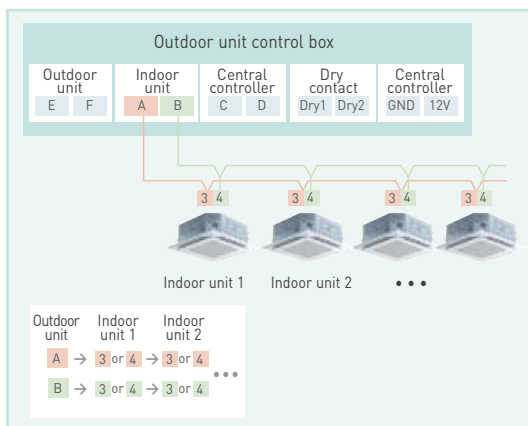 Outdoor unit control box
Outdoor unit
E F
Indoor unit
A B
Central controller
C D
Dry contact
Dry1 Dry2
Central controller
GND 12V
3 4 3 4 3 4 3 4
Indoor unit 1 Indoor unit 2 •••
Outdoor unit Indoor unit 1 Indoor unit 2
A → 3 or 4 → 3 or 4
•••
B → 3 or 4 → 3 or 4